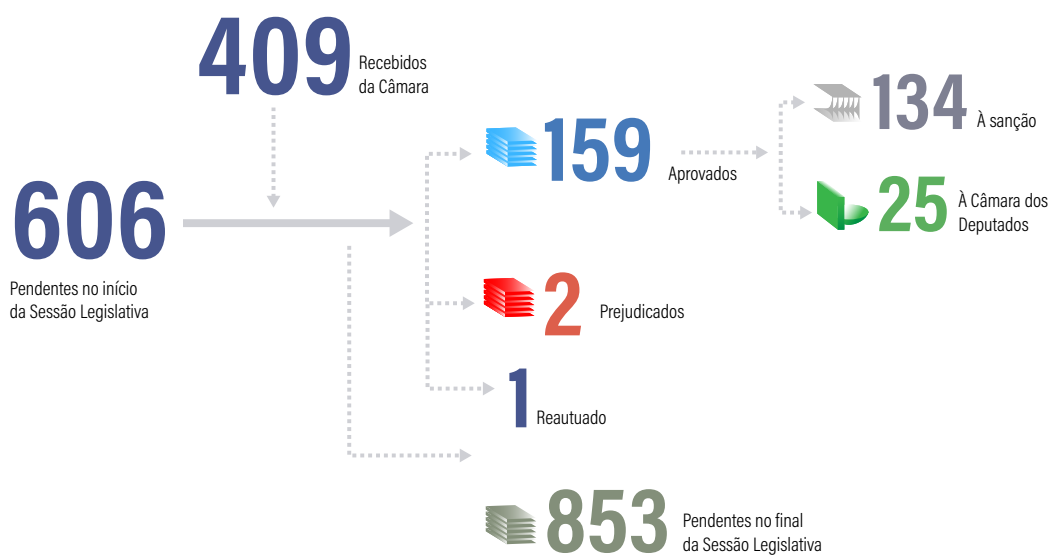 409
Recebidos
da Câmara
606
Pendentes no início
da Sessão Legislativa
159
Aprovados
134
À sanção
25
À Câmara dos
Deputados
2
Prejudicados
1
Reautuado
853
Pendentes no final
da Sessão Legislativa